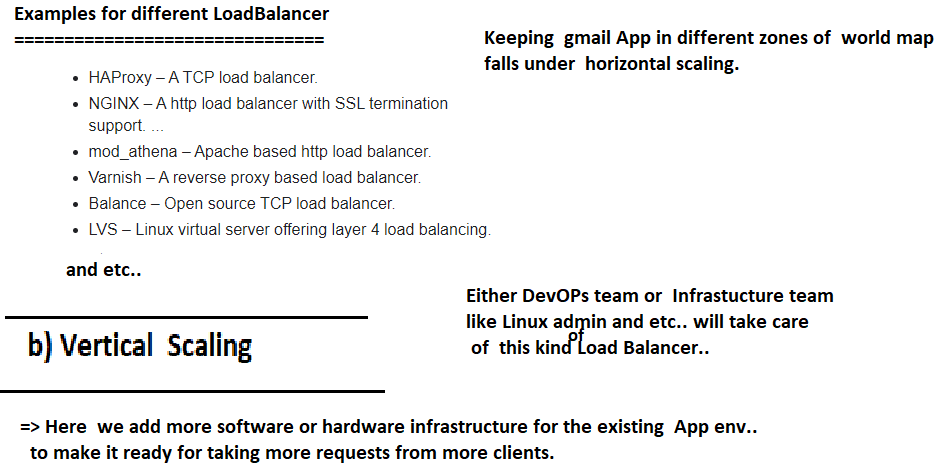 Examples for different LoadBalancer
================================
Keeping gmail App in different zones of world map
falls under horizontal scaling.
• HAProxy – A TCP load balancer.
• NGINX – A http load balancer with SSL termination
support. ...
• mod_athena – Apache based http load balancer.
• Varnish – A reverse proxy based load balancer.
• Balance – Open source TCP load balancer.
• LVS – Linux virtual server offering layer 4 load balancing.
and etc..
Either DevOPs team or Infrastucture team
like Linux admin and etc.. will take care
of
of this kind Load Balancer..
b) Vertical Scaling
=> Here we add more software or hardware infrastructure for the existing App env..
to make it ready for taking more requests from more clients.